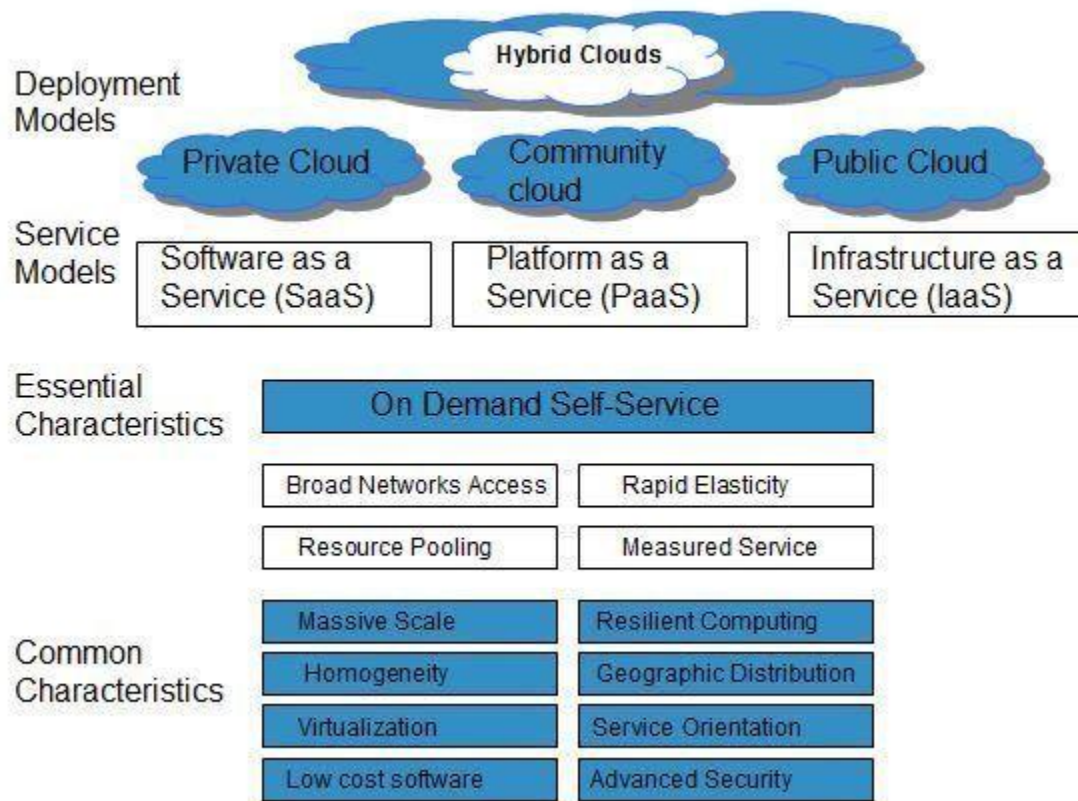 Hybrid Clouds
Deployment
Models
Private Cloud
Community
cloud
Public Cloud
Service
Models
Software as a
Service (SaaS)
Platform as a
Service (PaaS)
Infrastructure as a
Service (IaaS)
Essential
Characteristics
On Demand Self-Service
Broad Networks Access
Rapid Elasticity
Resource Pooling
Measured Service
Common
Characteristics
Massive Scale
Resilient Computing
Homogeneity
Geographic Distribution
Virtualization
Service Orientation
Low cost software
Advanced Security